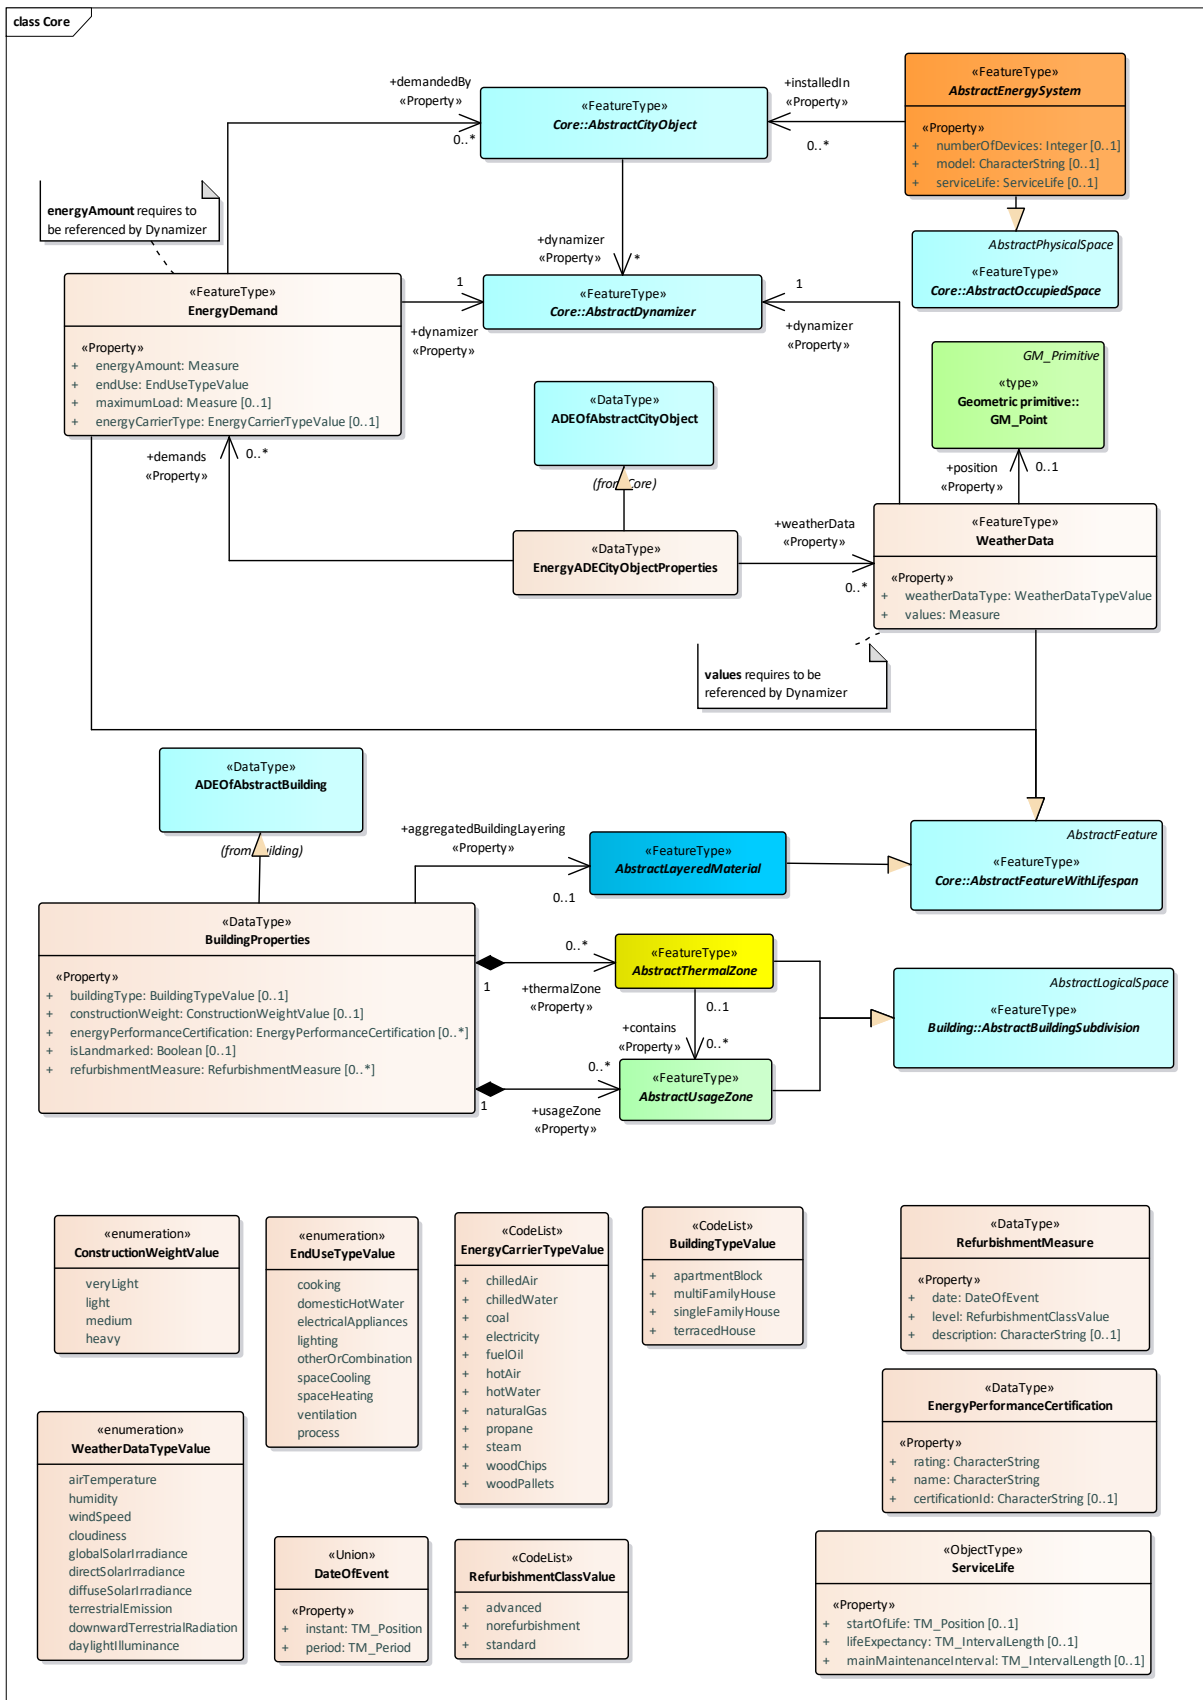 class Core
+demandedBy
«Property»
0..*
«FeatureType»
Core::AbstractCityObject
+installedIn
«Property»
0..*
«FeatureType»
AbstractEnergySystem
«Property»
+ numberOfDevices: Integer [0..1]
+ model: CharacterString [0..1]
+ serviceLife: ServiceLife [0..1]
energyAmount requires to
be referenced by Dynamizer
+dynamizer
«Property»
*
AbstractPhysicalSpace
«FeatureType»
Core::AbstractOccupiedSpace
«FeatureType»
EnergyDemand
«Property»
+ energyAmount: Measure
+ endUse: EndUseTypeValue
+ maximumLoad: Measure [0..1]
+ energyCarrierType: EnergyCarrierTypeValue [0..1]
1
+dynamizer
«Property»
«FeatureType»
Core::AbstractDynamizer
1
+dynamizer
«Property»
GM_Primitive
«type»
Geometric primitive::
GM_Point
«DataType»
ADEOfAbstractCityObject
(from Core)
+demands
«Property»
0..*
+position
«Property»
0..1
«DataType»
EnergyADECityObjectProperties
+weatherData
«Property»
0..*
«FeatureType»
WeatherData
«Property»
+ weatherDataType: WeatherDataTypeValue
+ values: Measure
values requires to be
referenced by Dynamizer
«DataType»
ADEOfAbstractBuilding
(from Building)
+aggregatedBuildingLayering
«Property»
0..1
«FeatureType»
AbstractLayeredMaterial
AbstractFeature
«FeatureType»
Core::AbstractFeatureWithLifespan
«DataType»
BuildingProperties
«Property»
+ buildingType: BuildingTypeValue [0..1]
+ constructionWeight: ConstructionWeightValue [0..1]
+ energyPerformanceCertification: EnergyPerformanceCertification [0..*]
+ isLandmarked: Boolean [0..1]
+ refurbishmentMeasure: RefurbishmentMeasure [0..*]
0..*
1
+thermalZone
«Property»
«FeatureType»
AbstractThermalZone
0..1
+contains
«Property»
0..*
0..*
1
+usageZone
«Property»
«FeatureType»
AbstractUsageZone
AbstractLogicalSpace
«FeatureType»
Building::AbstractBuildingSubdivision
«enumeration»
ConstructionWeightValue
veryLight
light
medium
heavy
«enumeration»
EndUseTypeValue
cooking
domesticHotWater
electricalAppliances
lighting
otherOrCombination
spaceCooling
spaceHeating
ventilation
process
«CodeList»
EnergyCarrierTypeValue
+ chilledAir
+ chilledWater
+ coal
+ electricity
+ fuelOil
+ hotAir
+ hotWater
+ naturalGas
+ propane
+ steam
+ woodChips
+ woodPallets
«CodeList»
BuildingTypeValue
+ apartmentBlock
+ multiFamilyHouse
+ singleFamilyHouse
+ terracedHouse
«DataType»
RefurbishmentMeasure
«Property»
+ date: DateOfEvent
+ level: RefurbishmentClassValue
+ description: CharacterString [0..1]
«DataType»
EnergyPerformanceCertification
«Property»
+ rating: CharacterString
+ name: CharacterString
+ certificationId: CharacterString [0..1]
«enumeration»
WeatherDataTypeValue
airTemperature
humidity
windSpeed
cloudiness
globalSolarIrradiance
directSolarIrradiance
diffuseSolarIrradiance
terrestrialEmission
downwardTerrestrialRadiation
daylightIlluminance
«Union»
DateOfEvent
«Property»
+ instant: TM_Position
+ period: TM_Period
«CodeList»
RefurbishmentClassValue
+ advanced
+ norefurbishment
+ standard
«ObjectType»
ServiceLife
«Property»
+ startOfLife: TM_Position [0..1]
+ lifeExpectancy: TM_IntervalLength [0..1]
+ mainMaintenanceInterval: TM_IntervalLength [0..1]